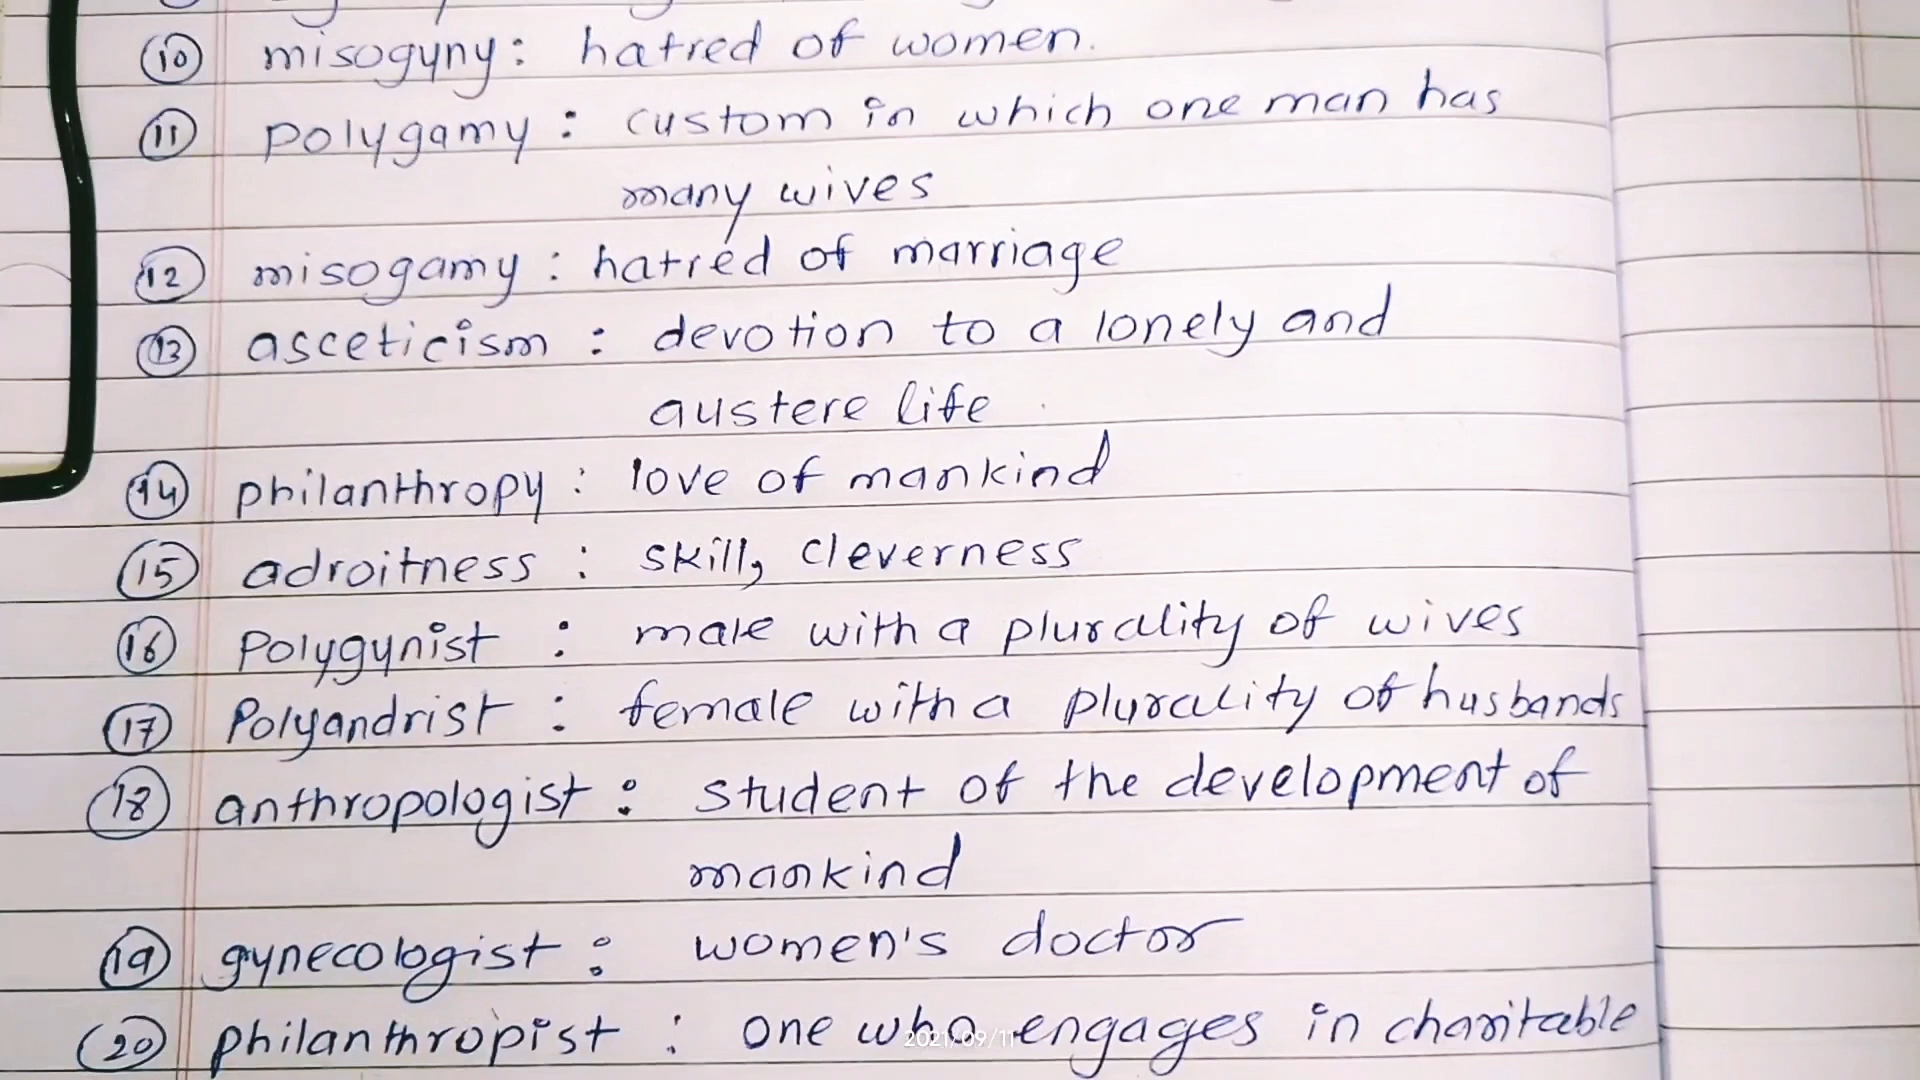 10 misogyny : hatred of women.
11 polygamy : custom in which one man has
many wives
12 misogamy : hatred of marriage
13 asceticism : devotion to a lonely and
austere life
14 philanthropy : love of mankind
15 adroitness : skill, cleverness
16 Polygynist : male with a plurality of wives
17 Polyandrist : female with a plurality of husbands
18 anthropologist : student of the development of
mankind
19 gynecologist : women's doctor
20 philanthropist : one who engages in charitable
2021/09/11